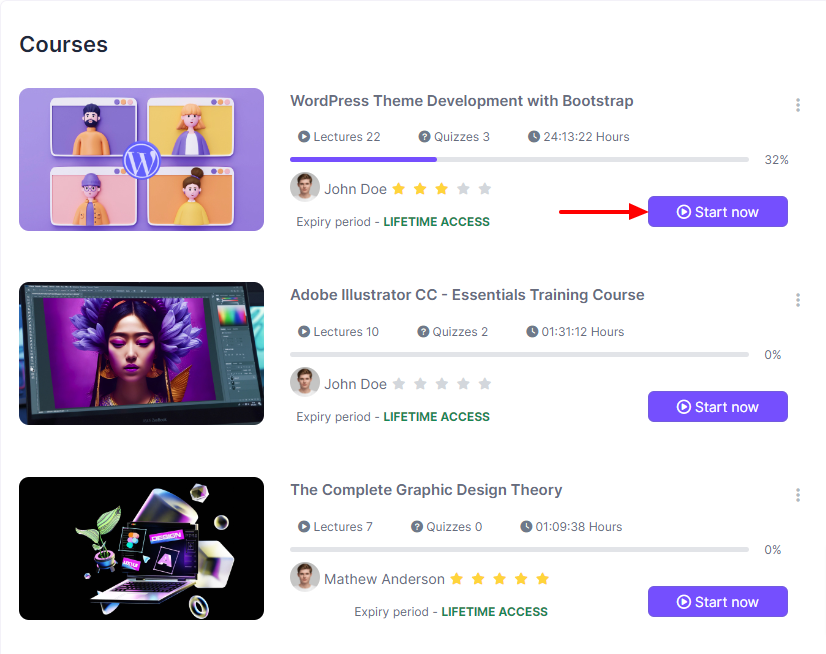 Courses
WordPress Theme Development with Bootstrap
Lectures 22 Quizzes 3 24:13:22 Hours
32%
John Doe
Start now
Expiry period - LIFETIME ACCESS
Adobe Illustrator CC - Essentials Training Course
Lectures 10 Quizzes 2 01:31:12 Hours
0%
John Doe
Start now
Expiry period - LIFETIME ACCESS
The Complete Graphic Design Theory
Lectures 7 Quizzes 0 01:09:38 Hours
0%
DESIGN
Mathew Anderson
Start now
Expiry period - LIFETIME ACCESS